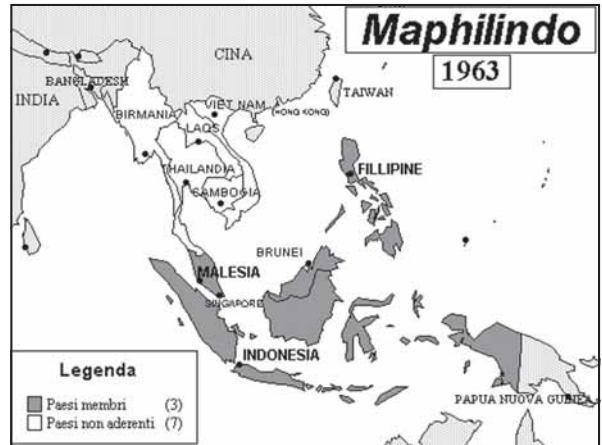 Maphilindo
1963
CINA
BANGLADESH
INDIA
BIRMANIA
VIET NAM
(HONG KONG)
TAIWAN
LAOS
THAILANDIA
CAMBOGIA
FILLIPINE
BRUNEI
MALESIA
SINGAPORE
INDONESIA
PAPUA NUOVA GUINEA
Legenda
Paesi membri (3)
Paesi non aderenti (7)